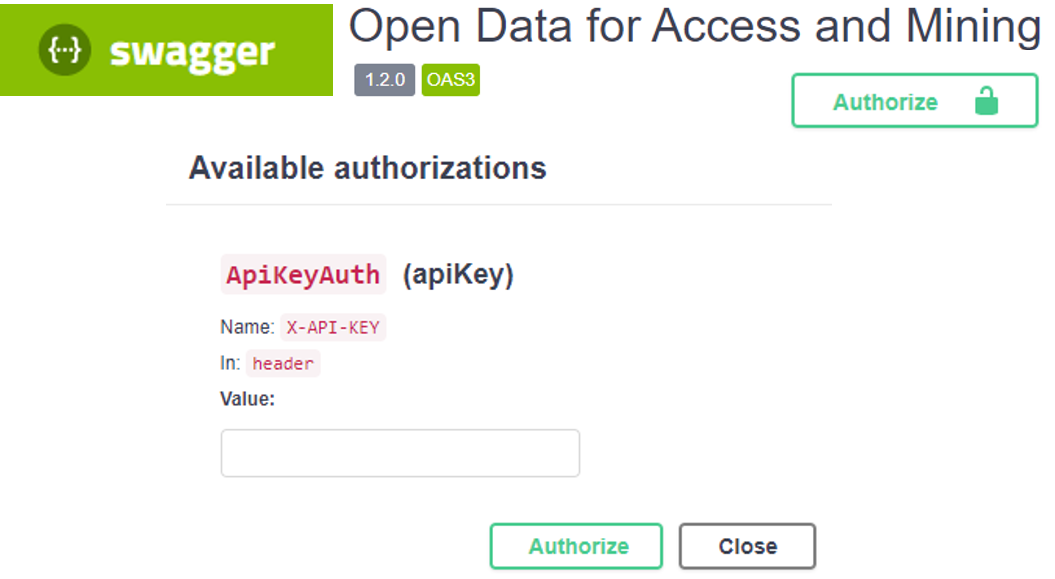 {···} swagger
Open Data for Access and Mining
1.2.0 OAS3
Authorize
Available authorizations
ApiKeyAuth (apiKey)
Name: X-API-KEY
In: header
Value:
Authorize Close